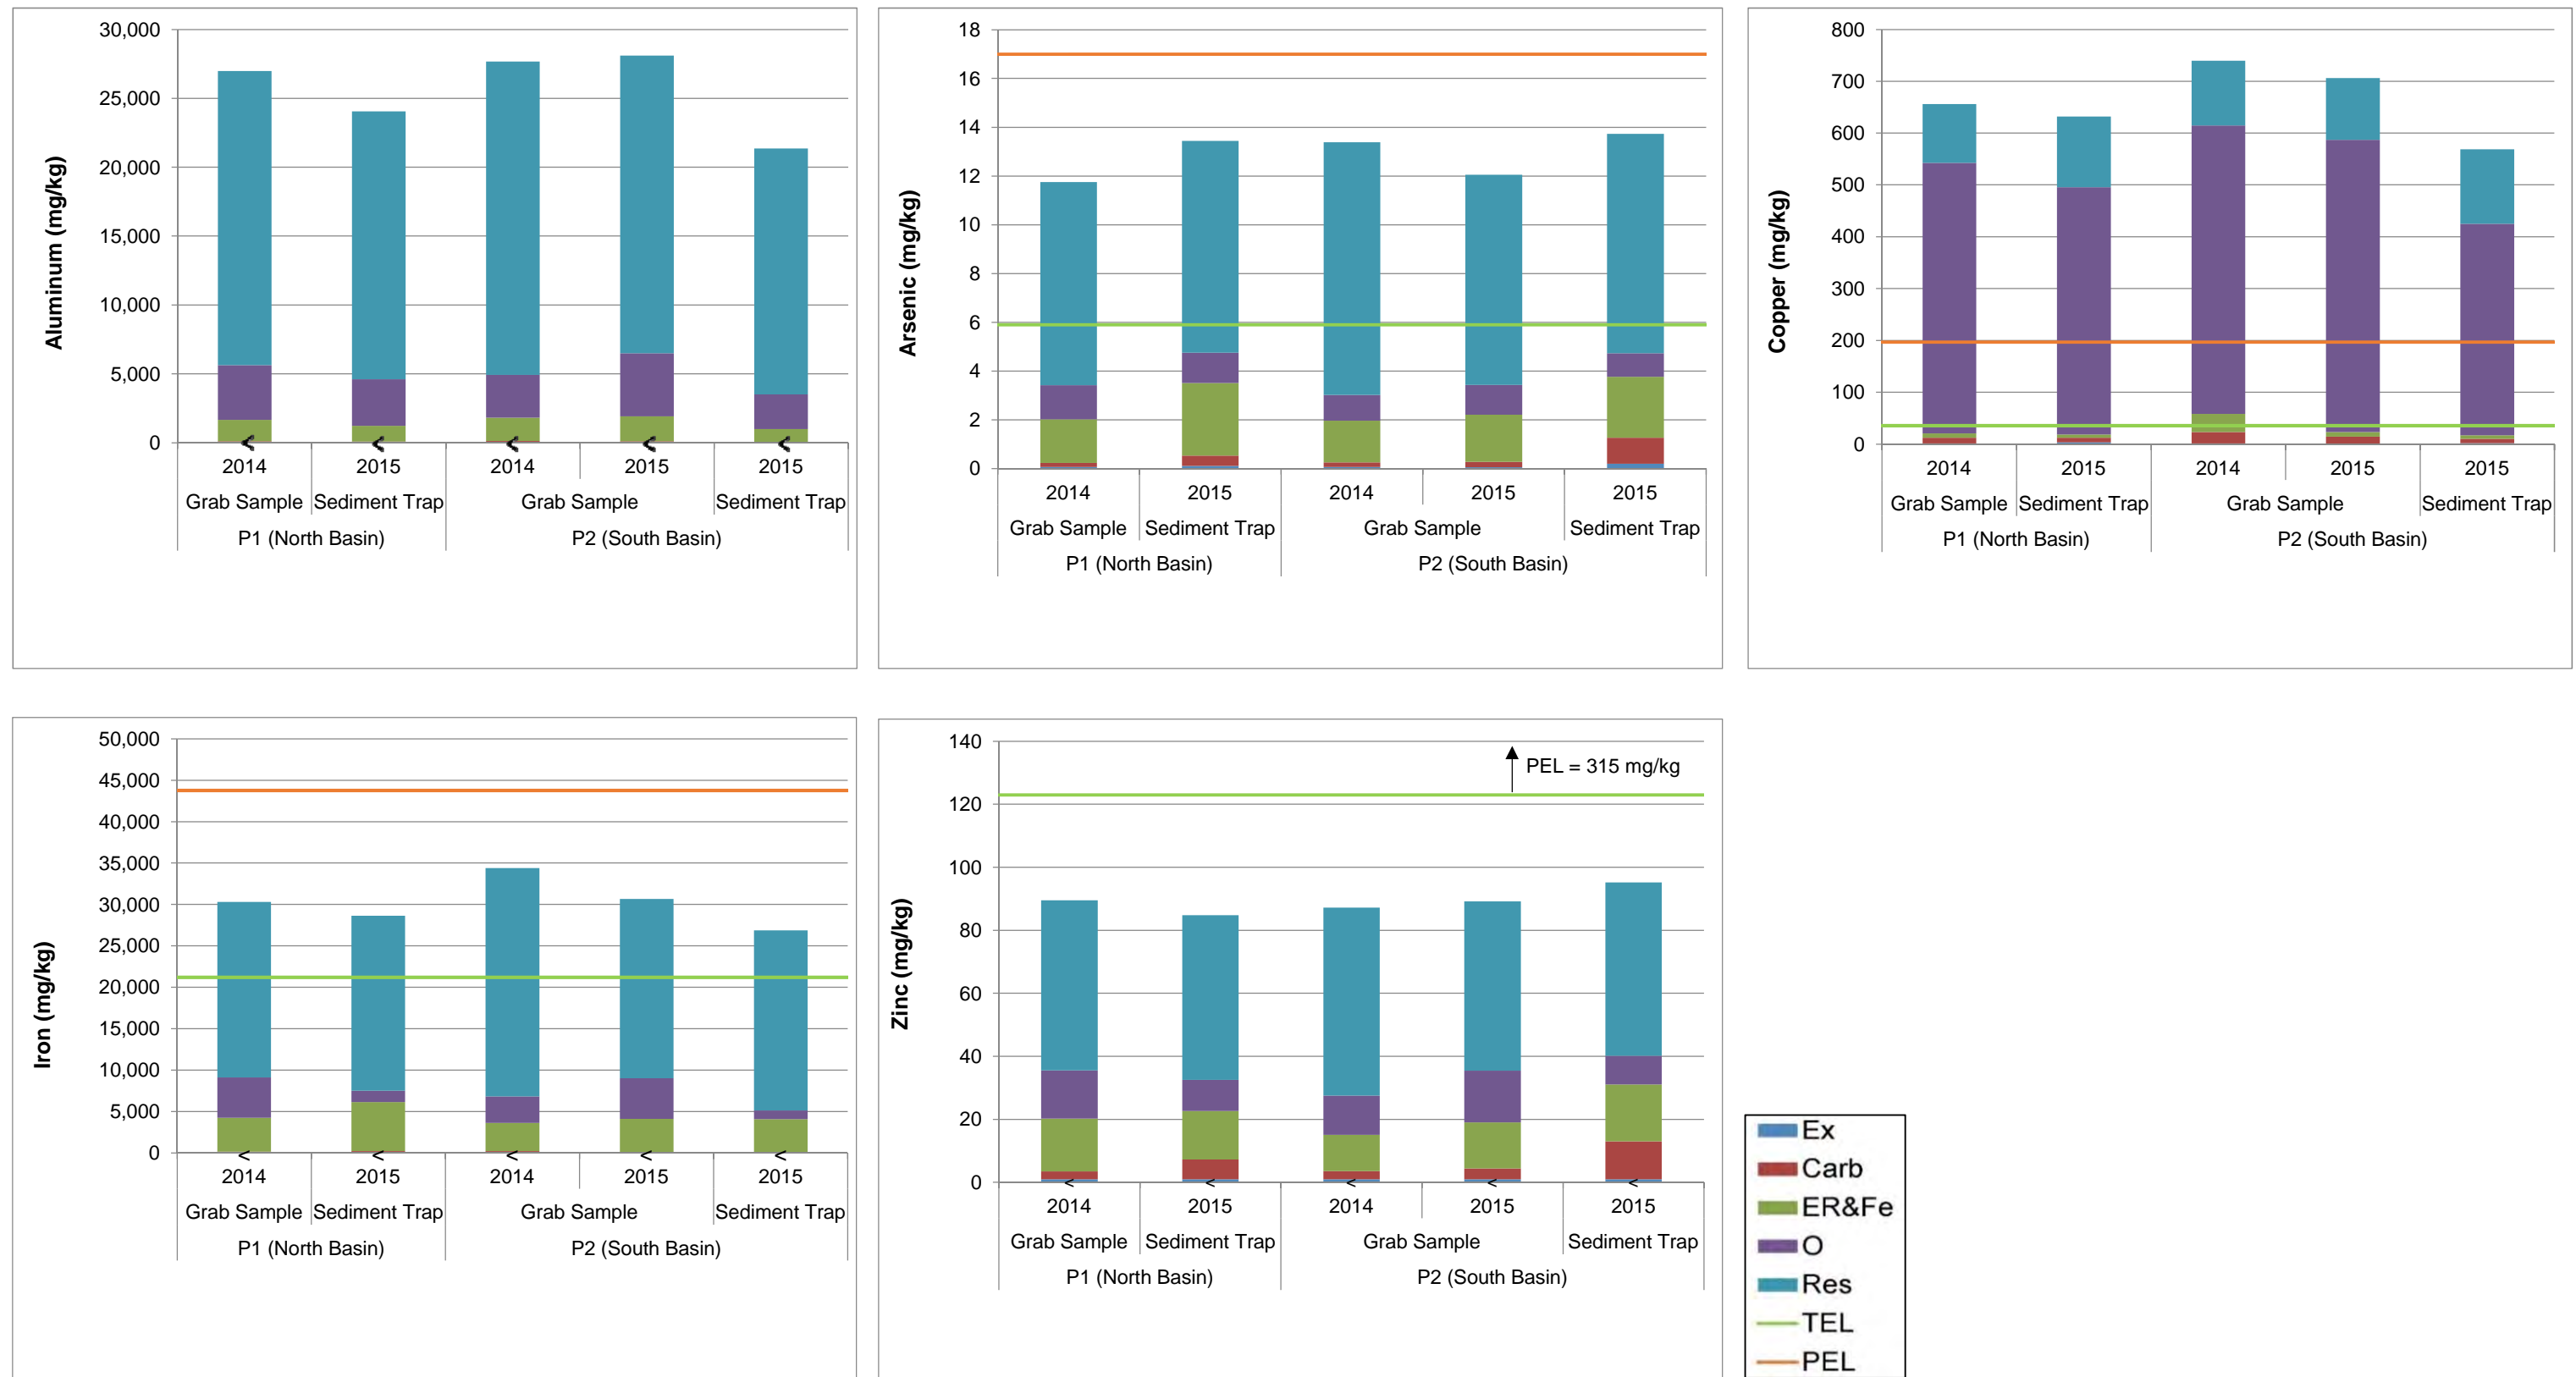 30,000
25,000
20,000
15,000
10,000
5,000
0
Aluminum (mg/kg)
< < < < <
2014 2015 2014 2015 2015
Grab Sample Sediment Trap Grab Sample Sediment Trap
P1 (North Basin) P2 (South Basin)
18
16
14
12
10
8
6
4
2
0
Arsenic (mg/kg)
2014 2015 2014 2015 2015
Grab Sample Sediment Trap Grab Sample Sediment Trap
P1 (North Basin) P2 (South Basin)
800
700
600
500
400
300
200
100
0
Copper (mg/kg)
2014 2015 2014 2015 2015
Grab Sample Sediment Trap Grab Sample Sediment Trap
P1 (North Basin) P2 (South Basin)
50,000
45,000
40,000
35,000
30,000
25,000
20,000
15,000
10,000
5,000
0
Iron (mg/kg)
< < < < <
2014 2015 2014 2015 2015
Grab Sample Sediment Trap Grab Sample Sediment Trap
P1 (North Basin) P2 (South Basin)
140
120
100
80
60
40
20
0
Zinc (mg/kg)
PEL = 315 mg/kg
< < < < <
2014 2015 2014 2015 2015
Grab Sample Sediment Trap Grab Sample Sediment Trap
P1 (North Basin) P2 (South Basin)
Ex
Carb
ER&Fe
O
Res
TEL
PEL